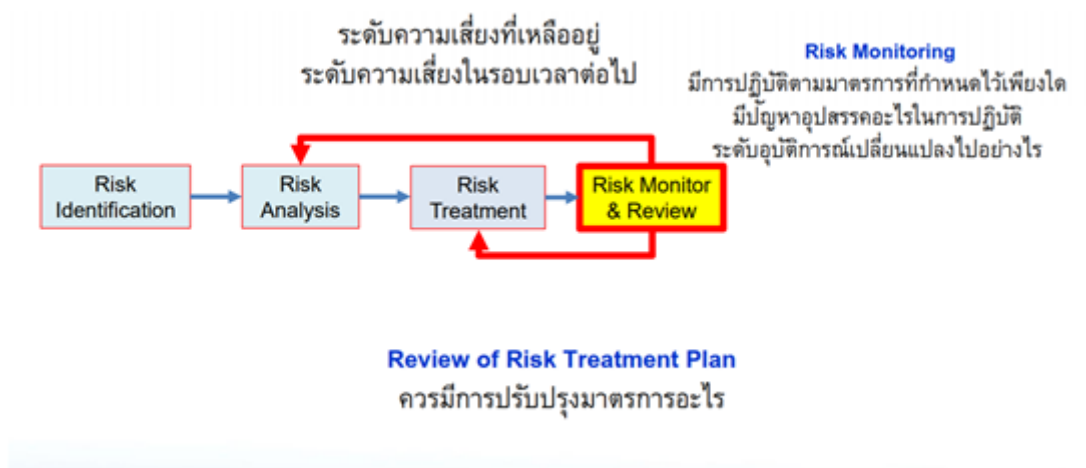 ระดับความเสี่ยงที่เหลืออยู่
ระดับความเสี่ยงในรอบเวลาต่อไป
Risk Monitoring
มีการปฏิบัติตามมาตรการที่กำหนดไว้เพียงใด
มีปัญหาอุปสรรคอะไรในการปฏิบัติ
ระดับอุบัติการณ์เปลี่ยนแปลงไปอย่างไร
Risk
Identification
Risk
Analysis
Risk
Treatment
Risk Monitor
& Review
Review of Risk Treatment Plan
ควรมีการปรับปรุงมาตรการอะไร